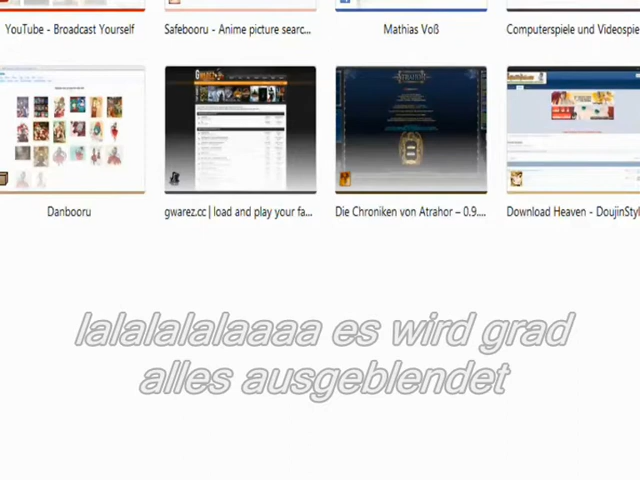 YouTube - Broadcast Yourself
Safebooru - Anime picture searc...
Mathias Voß
Computerspiele und Videospie
Danbooru
gwarez.cc | load and play your fa...
Die Chroniken von Atrahor – 0.9....
Download Heaven - DoujinStyl
lalalalalaaaa es wird grad
alles ausgeblendet